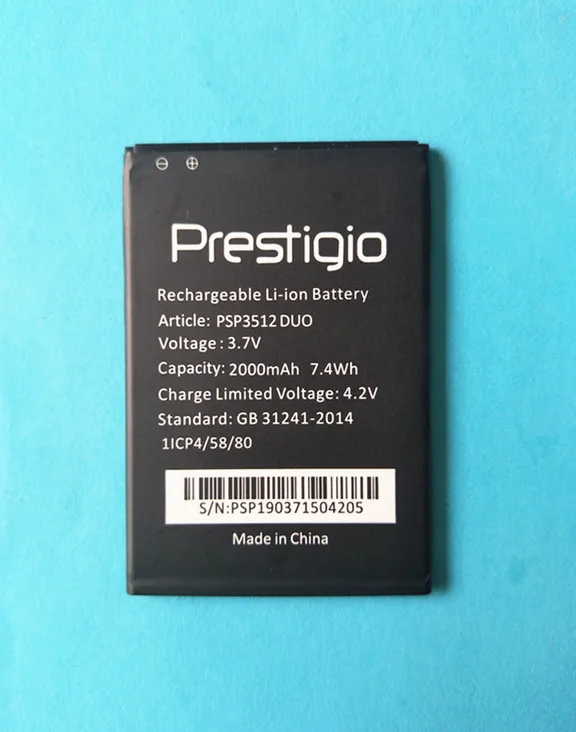 ⊖ ⊕
Prestigio
Rechargeable Li-ion Battery
Article: PSP3512 DUO
Voltage : 3.7V
Capacity: 2000mAh 7.4Wh
Charge Limited Voltage: 4.2V
Standard: GB 31241-2014
1ICP4/58/80
S/N:PSP190371504205
Made in China